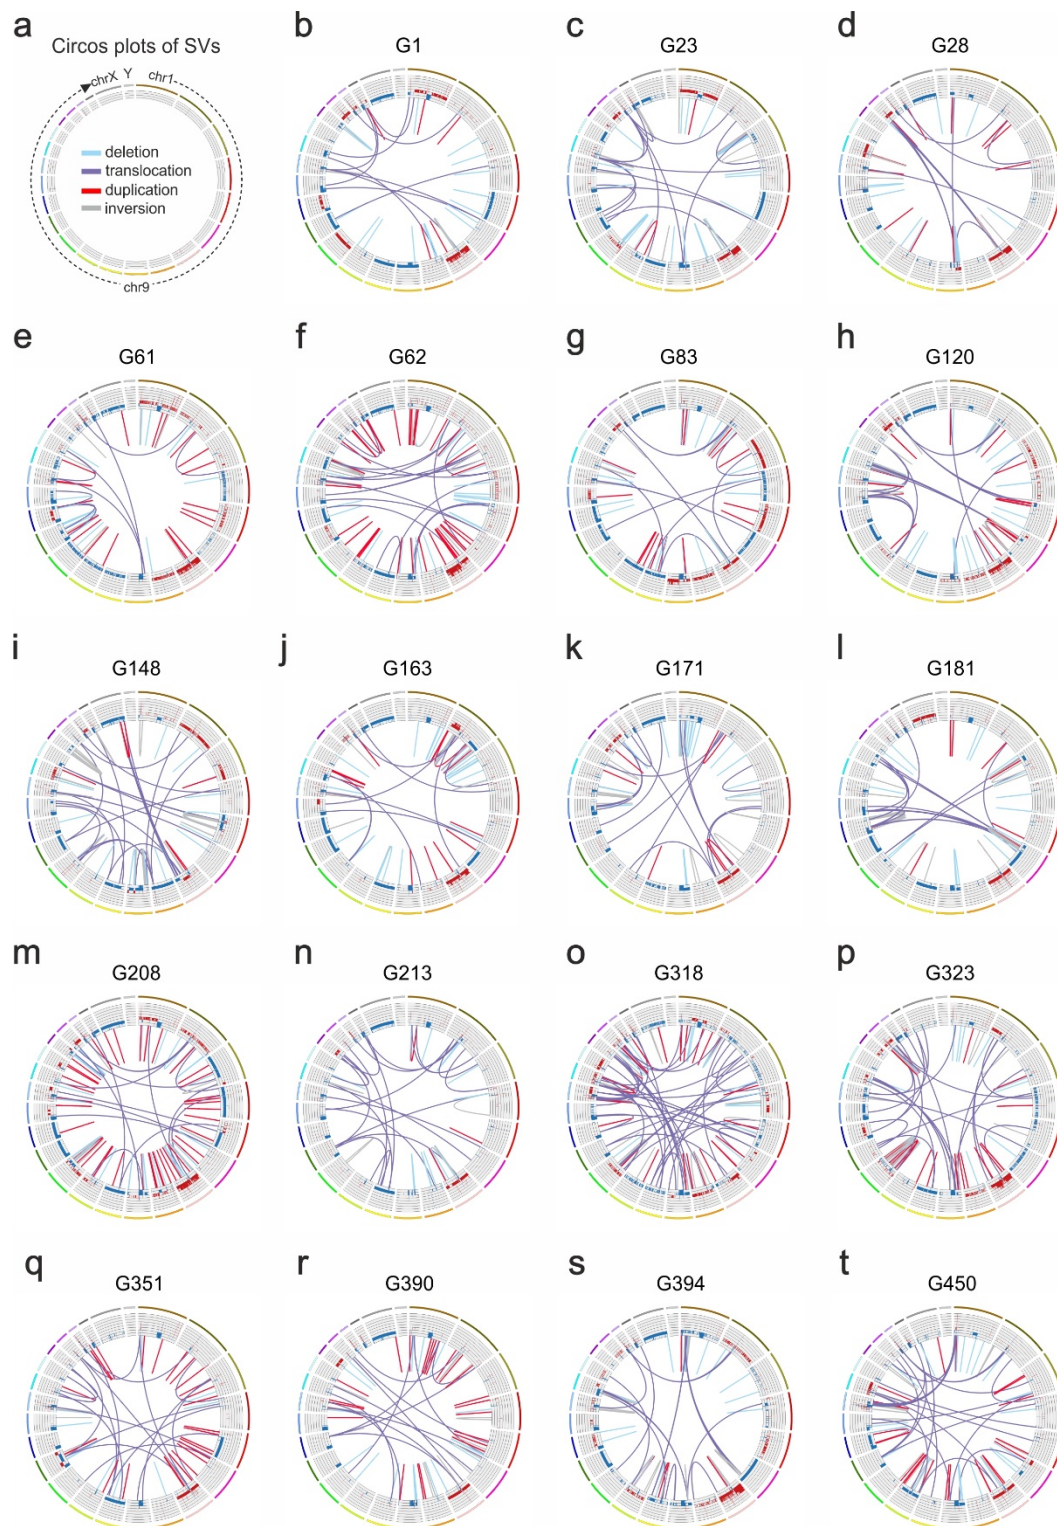 a
Circos plots of SVs
chrX Y chr1
deletion
translocation
duplication
inversion
chr9
b
G1
c
G23
d
G28
e
G61
f
G62
g
G83
h
G120
i
G148
j
G163
k
G171
l
G181
m
G208
n
G213
o
G318
p
G323
q
G351
r
G390
s
G394
t
G450